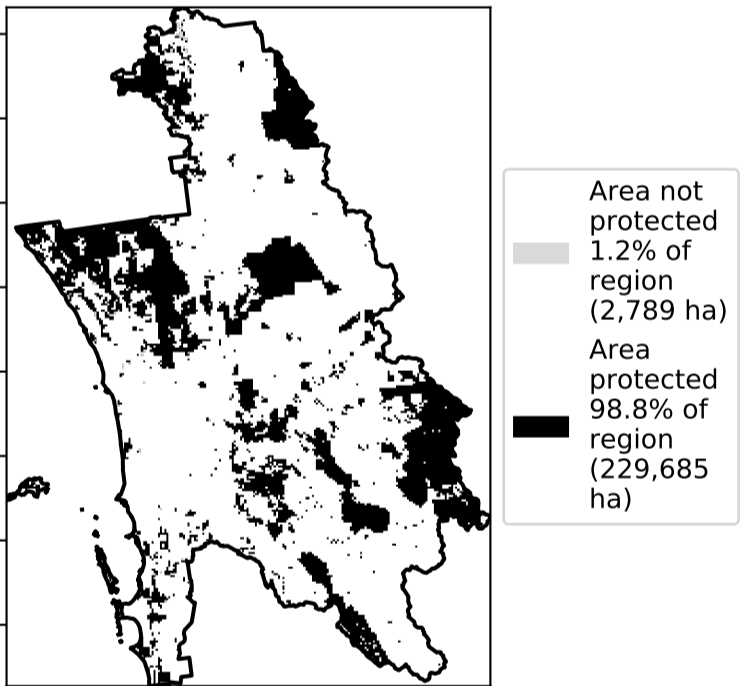 Area not
protected
1.2% of
region
(2,789 ha)
Area
protected
98.8% of
region
(229,685
ha)